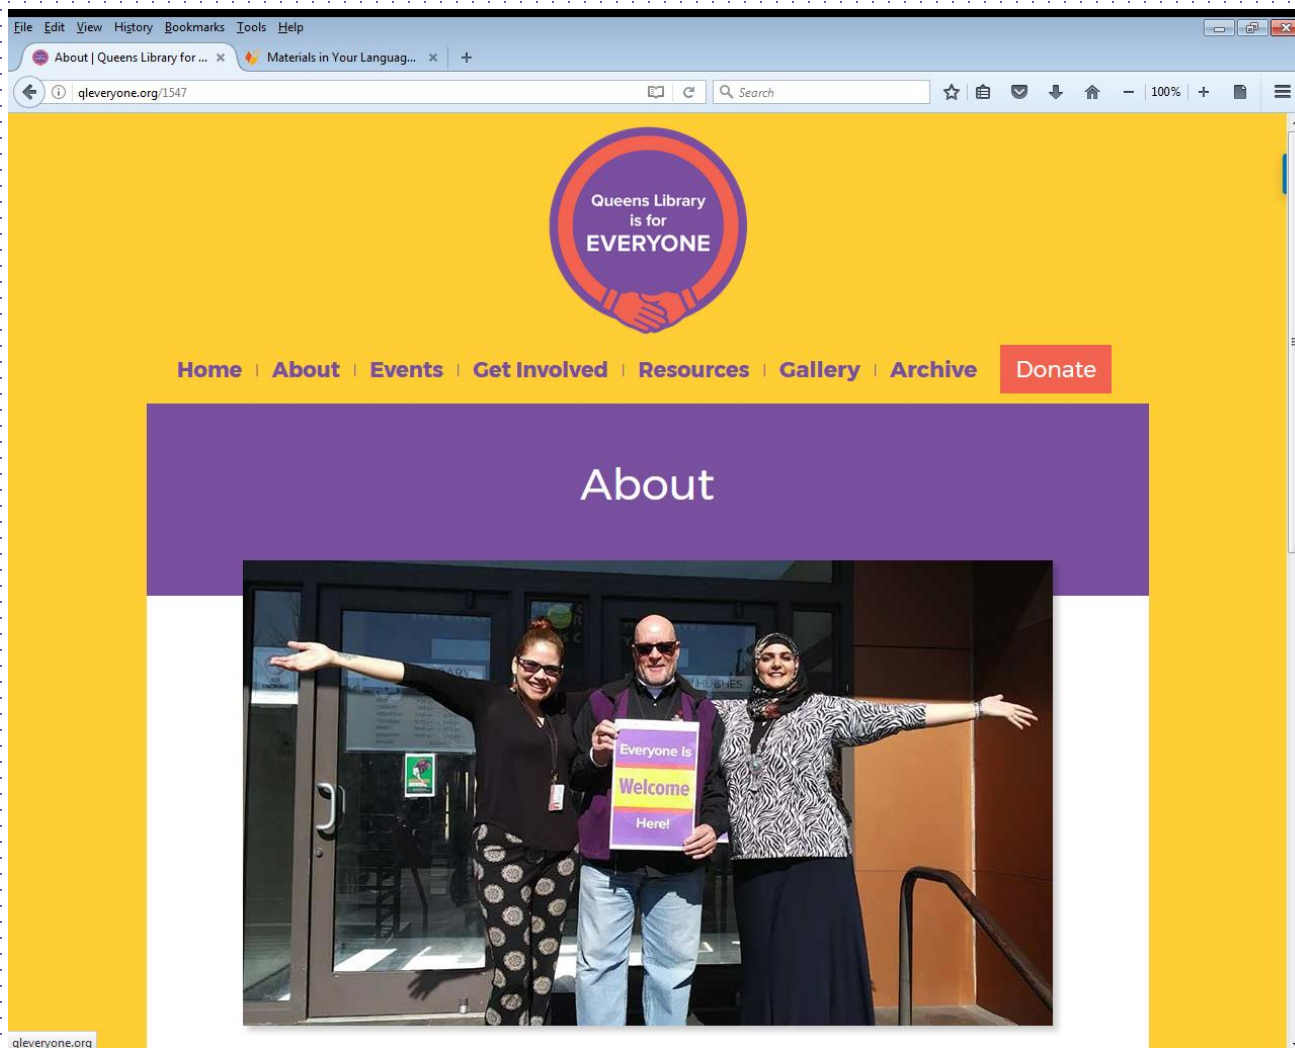 File Edit View History Bookmarks Tools Help
About | Queens Library for ...
Materials in Your Languag...
qleveryone.org/1547
Search
100%
Queens Library
is for
EVERYONE
Home | About | Events | Get Involved | Resources | Gallery | Archive
Donate
About
HUGHES
Everyone Is
Welcome
Here!
qleveryone.org